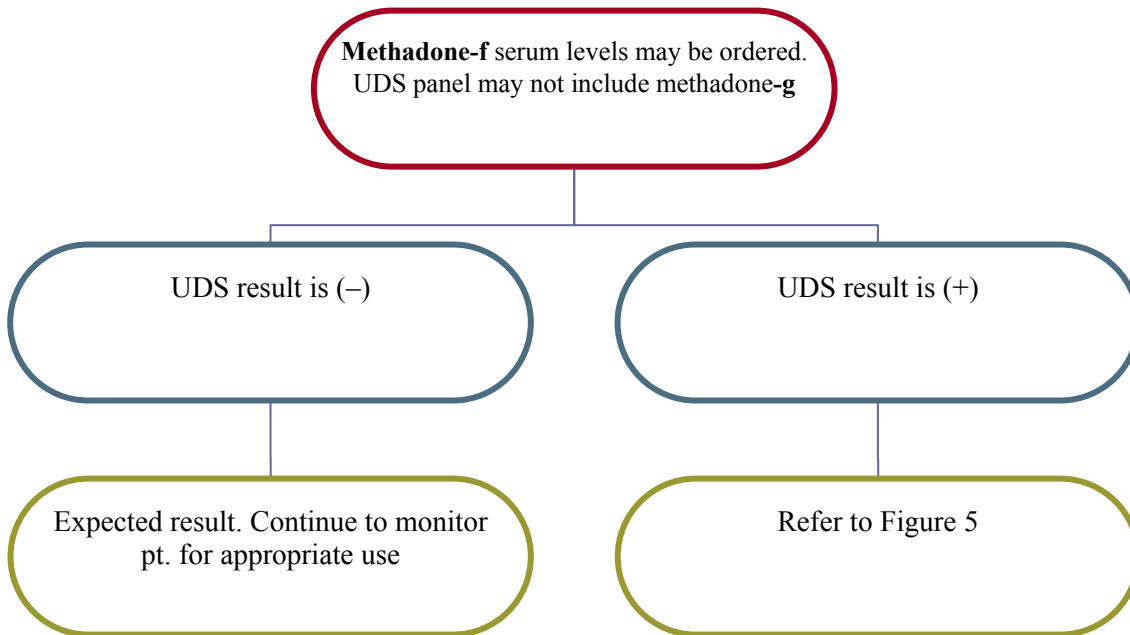 Methadone-f serum levels may be ordered.
UDS panel may not include methadone-g
UDS result is (–)
UDS result is (+)
Expected result. Continue to monitor
pt. for appropriate use
Refer to Figure 5